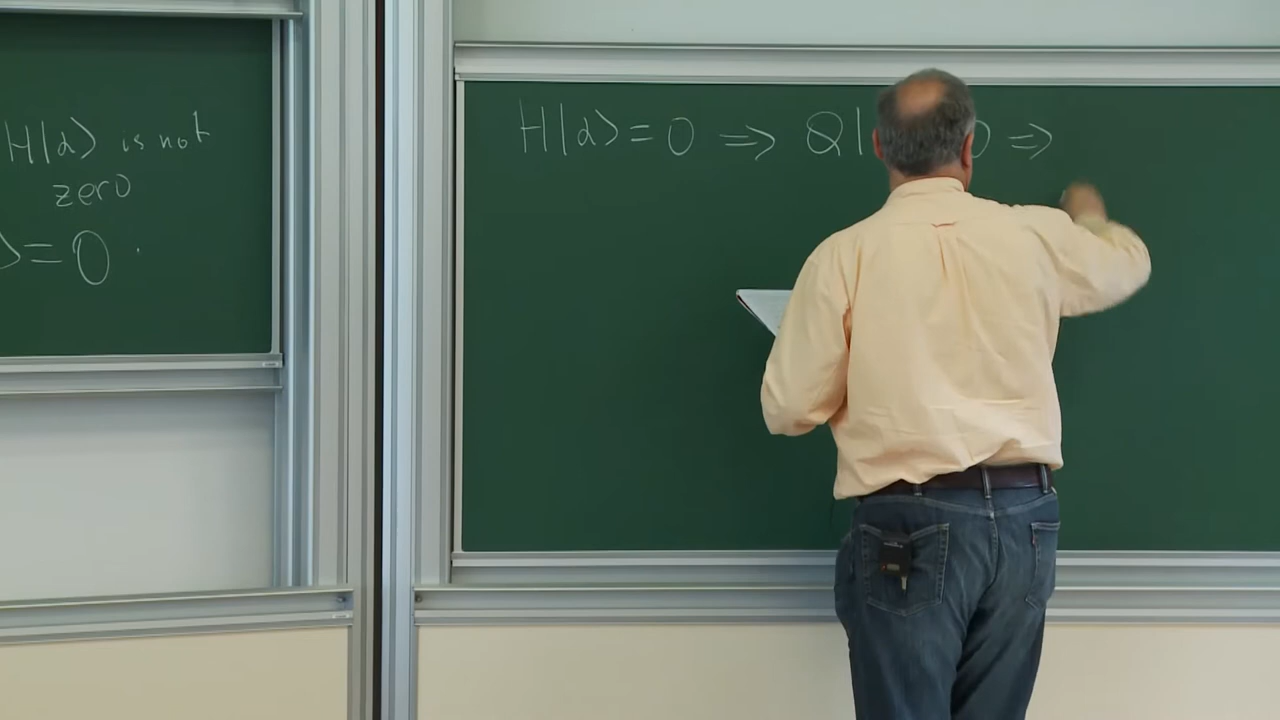 H|α⟩ is not
zero
⟩ = 0 .
H|α⟩ = 0 ⇒ Q| 0 ⇒